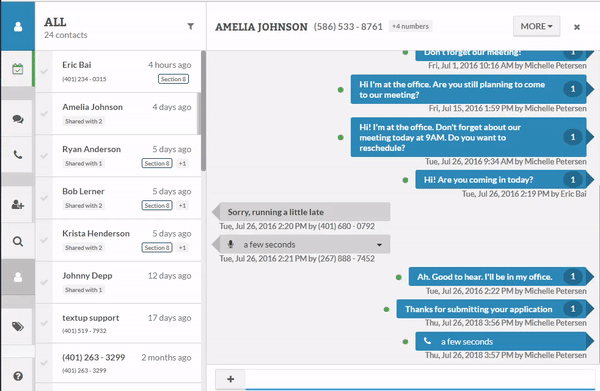 ALL
24 contacts
Eric Bai
4 hours ago
(401) 234 - 0315
Section 8
Amelia Johnson
4 days ago
Shared with 2
Ryan Anderson
5 days ago
Shared with 1
Section 8
+1
Bob Lerner
5 days ago
Shared with 2
Section 8
+1
Krista Henderson
5 days ago
Shared with 2
Section 8
+1
Johnny Depp
12 days ago
Shared with 1
textup support
17 days ago
(401) 519 - 7932
(401) 263 - 3299
2 months ago
(401) 263 - 3299
AMELIA JOHNSON
(586) 533 - 8761
+4 numbers
MORE
Don't forget our meeting!
Fri, Jul 1, 2016 10:16 AM by Michelle Petersen
Hi I'm at the office. Are you still planning to come
to our meeting?
1
Fri, Jul 15, 2016 1:59 PM by Michelle Petersen
Hi! I'm at the office. Don't forget about our
meeting today at 9AM. Do you want to
reschedule?
1
Tue, Jul 26, 2016 9:34 AM by Michelle Petersen
Hi! Are you coming in today?
1
Tue, Jul 26, 2016 2:19 PM by Eric Bai
Sorry, running a little late
Tue, Jul 26, 2016 2:20 PM by (401) 680 - 0792
a few seconds
Tue, Jul 26, 2016 2:21 PM by (267) 888 - 7452
Ah. Good to hear. I'll be in my office.
1
Tue, Jul 26, 2016 2:22 PM by Michelle Petersen
Thanks for submitting your application
1
Thu, Jul 26, 2018 3:56 PM by Michelle Petersen
a few seconds
1
Thu, Jul 26, 2018 3:57 PM by Michelle Petersen